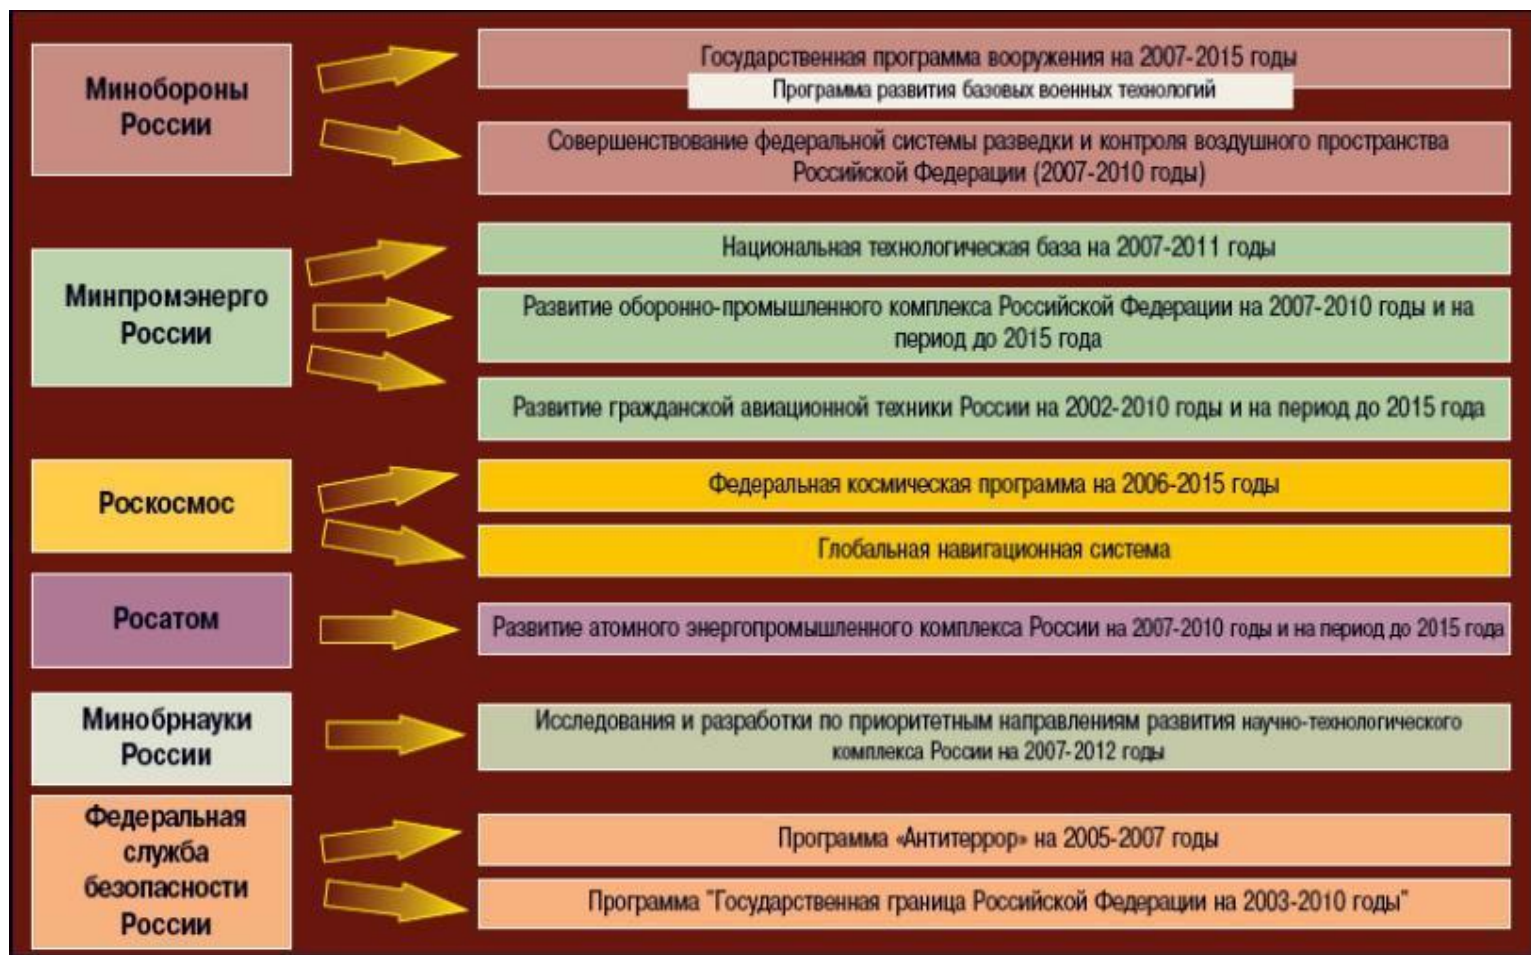 Минобороны
России
Государственная программа вооружения на 2007-2015 годы
Программа развития базовых военных технологий
Совершенствование федеральной системы разведки и контроля воздушного пространства
Российской Федерации (2007-2010 годы)
Минпромэнерго
России
Национальная технологическая база на 2007-2011 годы
Развитие оборонно-промышленного комплекса Российской Федерации на 2007-2010 годы и на
период до 2015 года
Развитие гражданской авиационной техники России на 2002-2010 годы и на период до 2015 года
Роскосмос
Федеральная космическая программа на 2006-2015 годы
Глобальная навигационная система
Росатом
Развитие атомного энергопромышленного комплекса России на 2007-2010 годы и на период до 2015 года
Минобрнауки
России
Исследования и разработки по приоритетным направлениям развития научно-технологического
комплекса России на 2007-2012 годы
Федеральная
служба
безопасности
России
Программа «Антитеррор» на 2005-2007 годы
Программа "Государственная граница Российской Федерации на 2003-2010 годы"